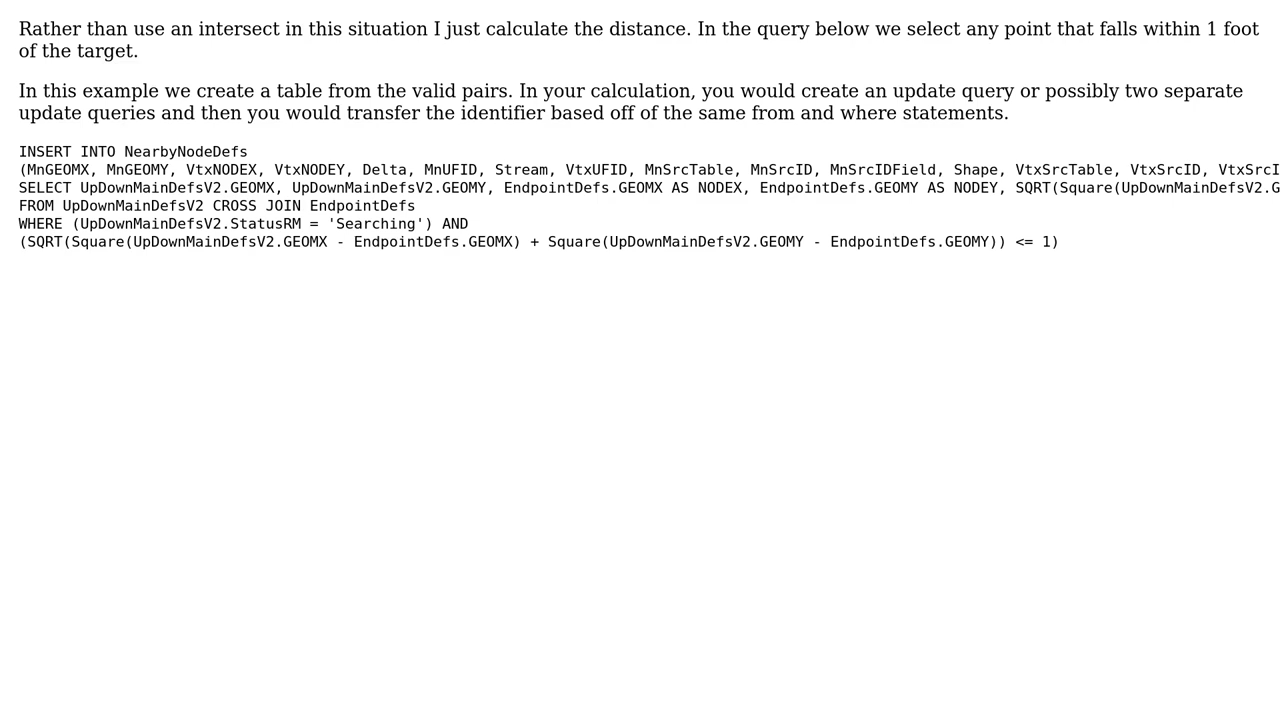 Rather than use an intersect in this situation I just calculate the distance. In the query below we select any point that falls within 1 foot
of the target.
In this example we create a table from the valid pairs. In your calculation, you would create an update query or possibly two separate
update queries and then you would transfer the identifier based off of the same from and where statements.
INSERT INTO NearbyNodeDefs
(MnGEOMX, MnGEOMY, VtxNODEX, VtxNODEY, Delta, MnUFID, Stream, VtxUFID, MnSrcTable, MnSrcID, MnSrcIDField, Shape, VtxSrcTable, VtxSrcID, VtxSrcI
SELECT UpDownMainDefsV2.GEOMX, UpDownMainDefsV2.GEOMY, EndpointDefs.GEOMX AS NODEX, EndpointDefs.GEOMY AS NODEY, SQRT(Square(UpDownMainDefsV2.G
FROM UpDownMainDefsV2 CROSS JOIN EndpointDefs
WHERE (UpDownMainDefsV2.StatusRM = 'Searching') AND
(SQRT(Square(UpDownMainDefsV2.GEOMX - EndpointDefs.GEOMX) + Square(UpDownMainDefsV2.GEOMY - EndpointDefs.GEOMY)) <= 1)